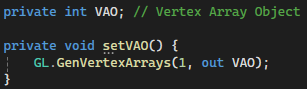 private int VAO; // Vertex Array Object
private void setVAO() {
GL.GenVertexArrays(1, out VAO);
}